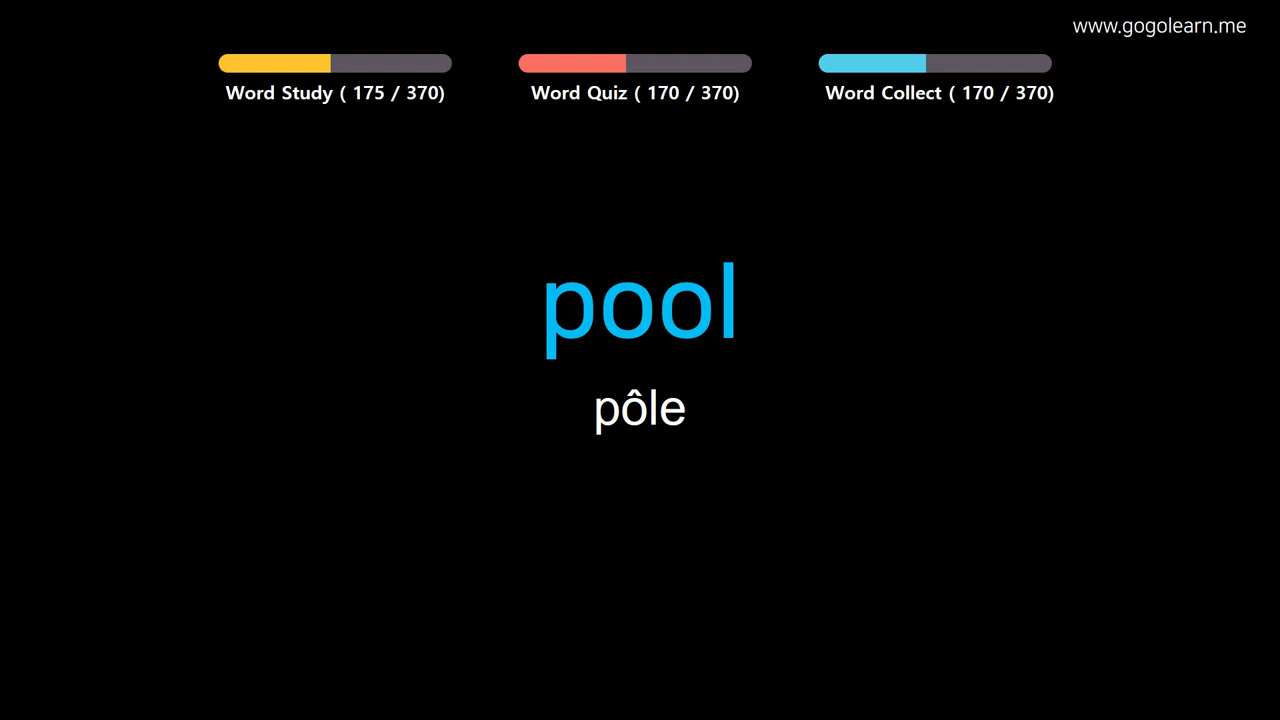 www.gogolearn.me
Word Study ( 175 / 370)
Word Quiz ( 170 / 370)
Word Collect ( 170 / 370)
pool
pôle